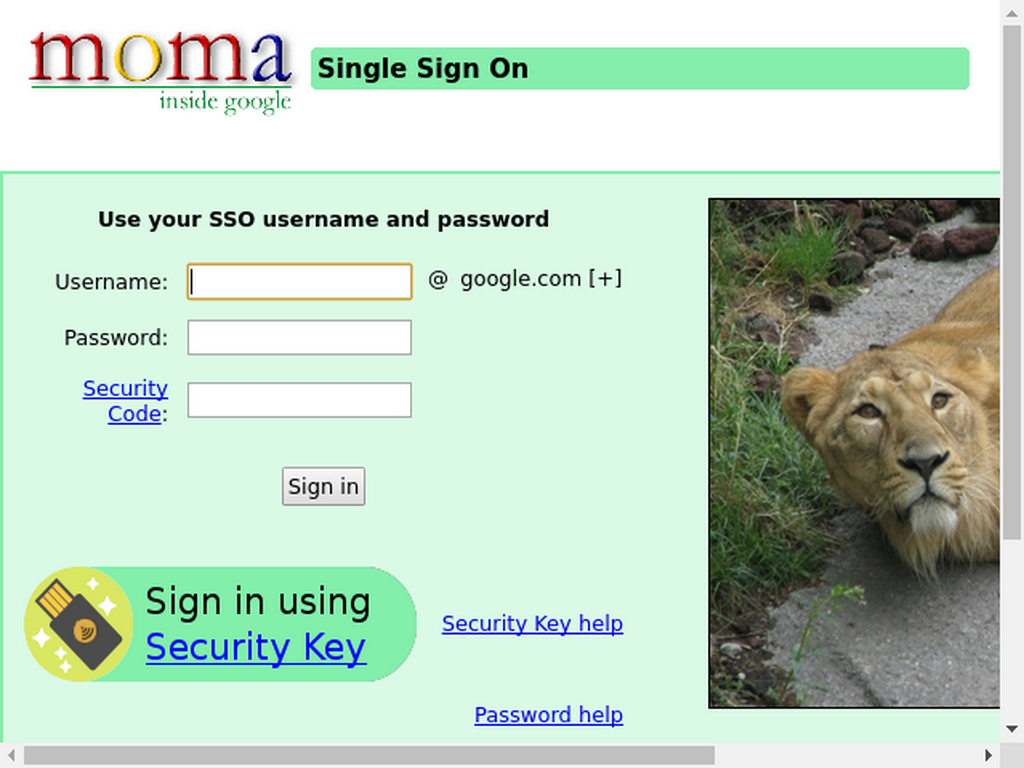 moma
inside google
Single Sign On
Use your SSO username and password
Username:
@ google.com [+]
Password:
Security
Code:
Sign in
Sign in using
Security Key
Security Key help
Password help